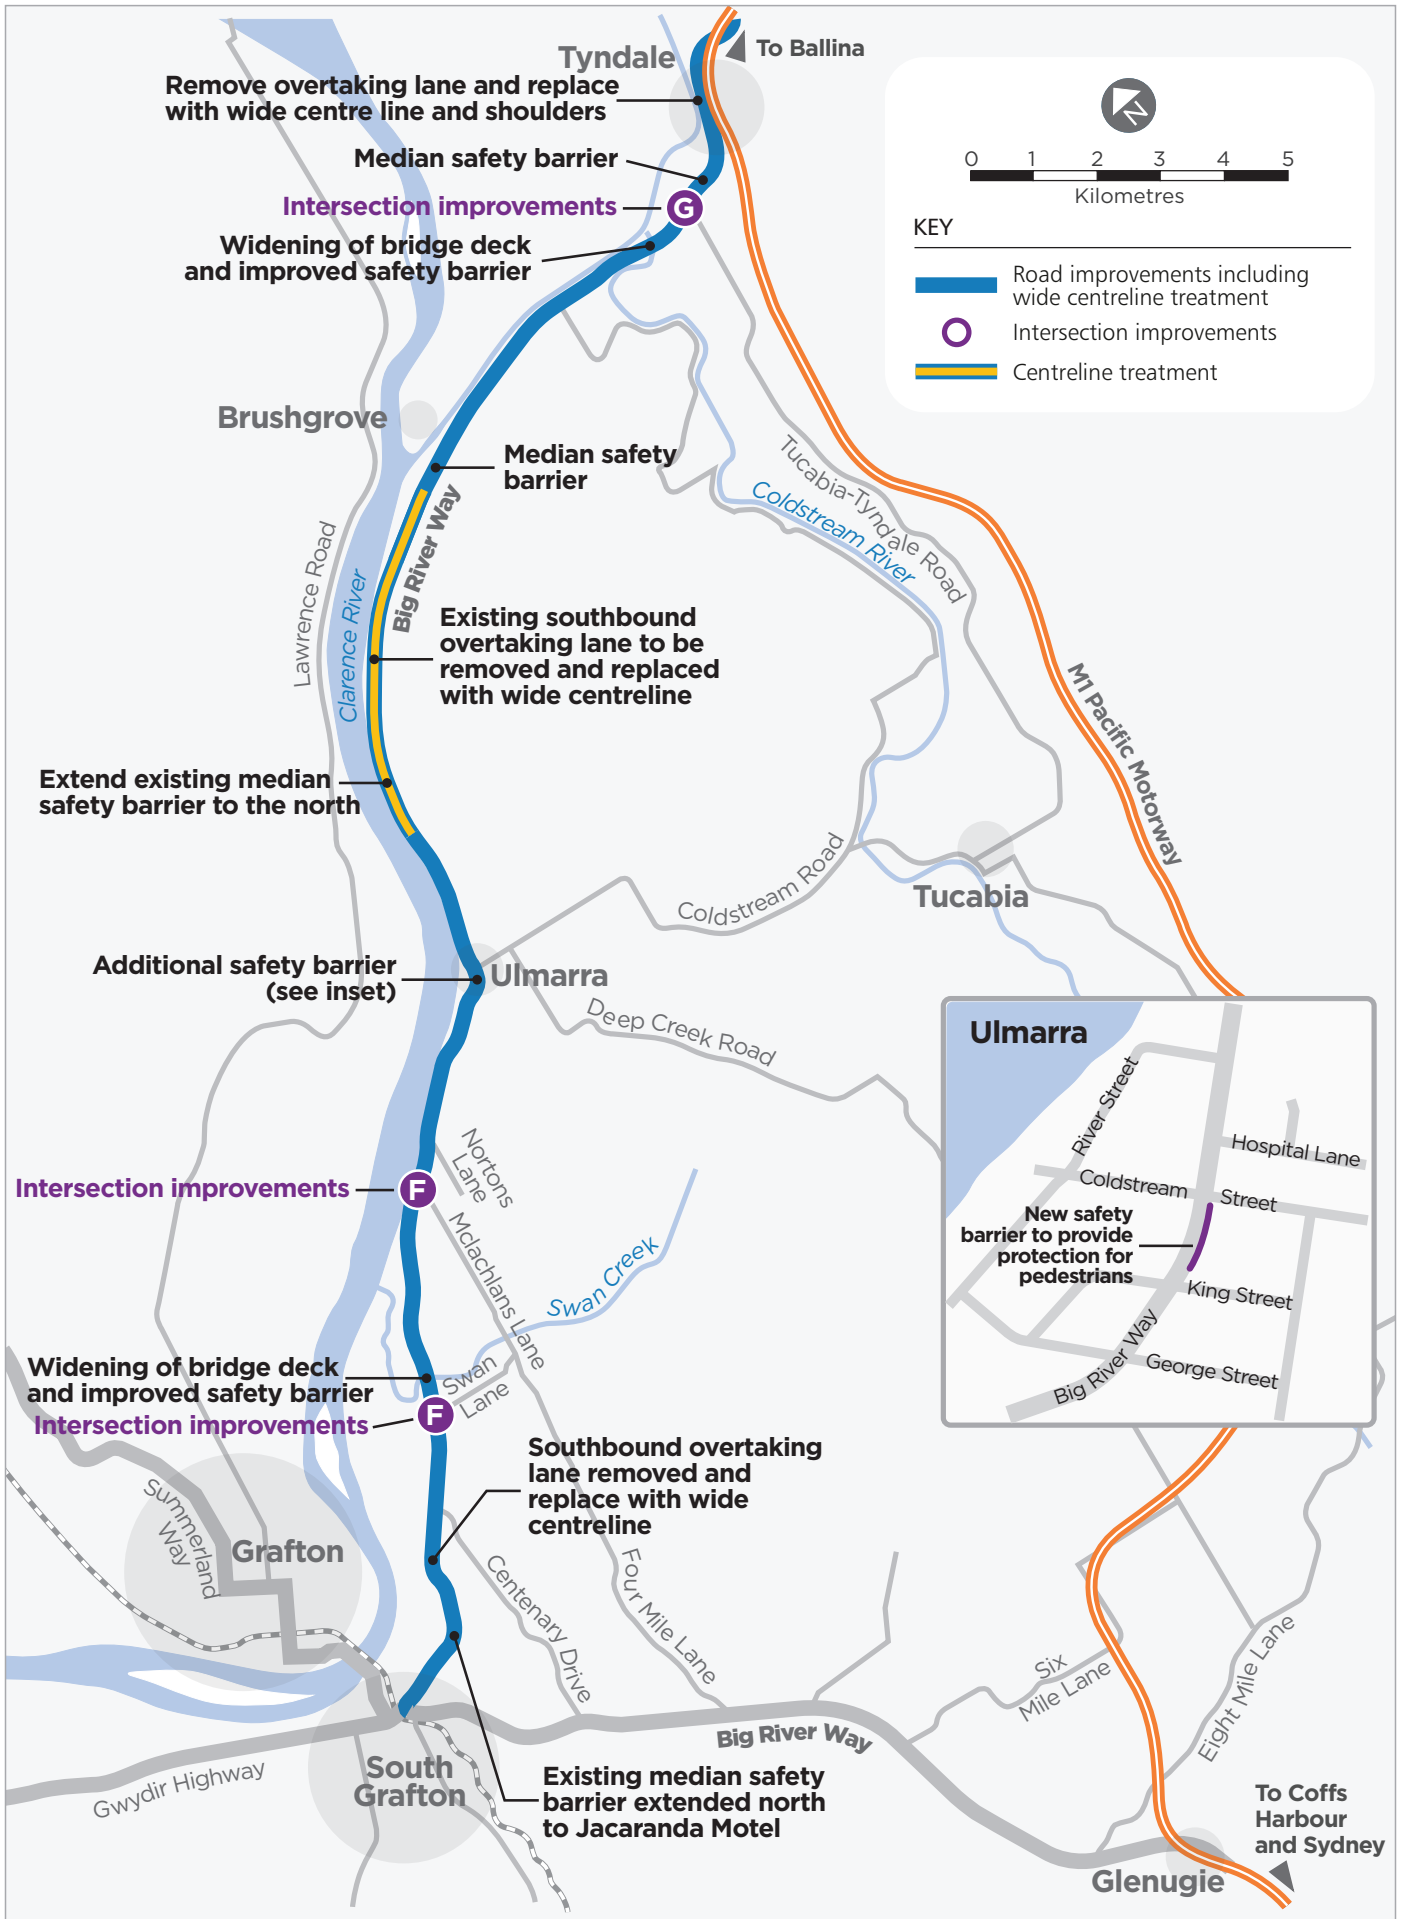 Tyndale
To Ballina
Remove overtaking lane and replace
with wide centre line and shoulders
Median safety barrier
Intersection improvements
G
Widening of bridge deck
and improved safety barrier
N
0 1 2 3 4 5
Kilometres
KEY
Road improvements including
wide centreline treatment
Intersection improvements
Centreline treatment
Brushgrove
Median safety
barrier
Big River Way
Tucabia-Tyndale Road
Coldstream River
Lawrence Road
Clarence River
Existing southbound
overtaking lane to be
removed and replaced
with wide centreline
M1 Pacific Motorway
Extend existing median
safety barrier to the north
Coldstream Road
Tucabia
Additional safety barrier
(see inset)
Ulmarra
Deep Creek Road
Ulmarra
River Street
Hospital Lane
Coldstream Street
New safety
barrier to provide
protection for
pedestrians
King Street
Big River Way
George Street
Nortons
Lane
Intersection improvements
F
Mclachlans Lane
Swan Creek
Widening of bridge deck
and improved safety barrier
Swan
Lane
Intersection improvements
F
Southbound overtaking
lane removed and
replace with wide
centreline
Summerland
Way
Grafton
Centenary Drive
Four Mile Lane
Six
Mile Lane
Eight Mile Lane
Big River Way
South
Grafton
Gwydir Highway
Existing median safety
barrier extended north
to Jacaranda Motel
To Coffs
Harbour
and Sydney
Glenugie